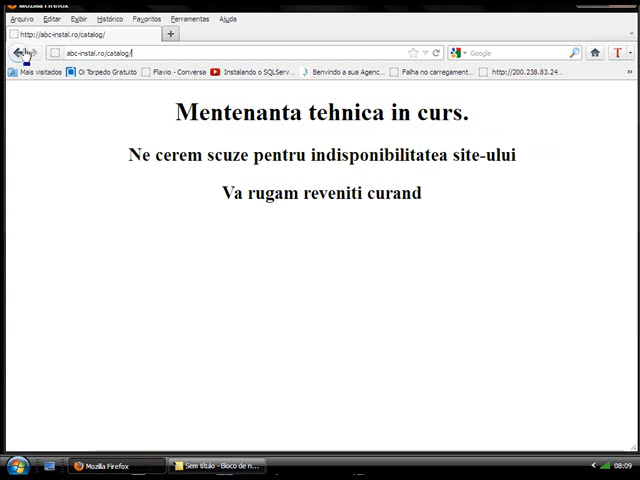 Mozilla Firefox
Arquivo Editar Exibir Histórico Favoritos Ferramentas Ajuda
http://abc-instal.ro/catalog/
abc-instal.ro/catalog/
Google
Mais visitados Oi Torpedo Gratuito Flavio - Conversa Instalando o SQLServ... Benvindo a sua Agenc... Falha no carregament... http://200.238.83.24...
Mentenanta tehnica in curs.
Ne cerem scuze pentru indisponibilitatea site-ului
Va rugam reveniti curand
Mozilla Firefox Sem título - Bloco de n... 08:09